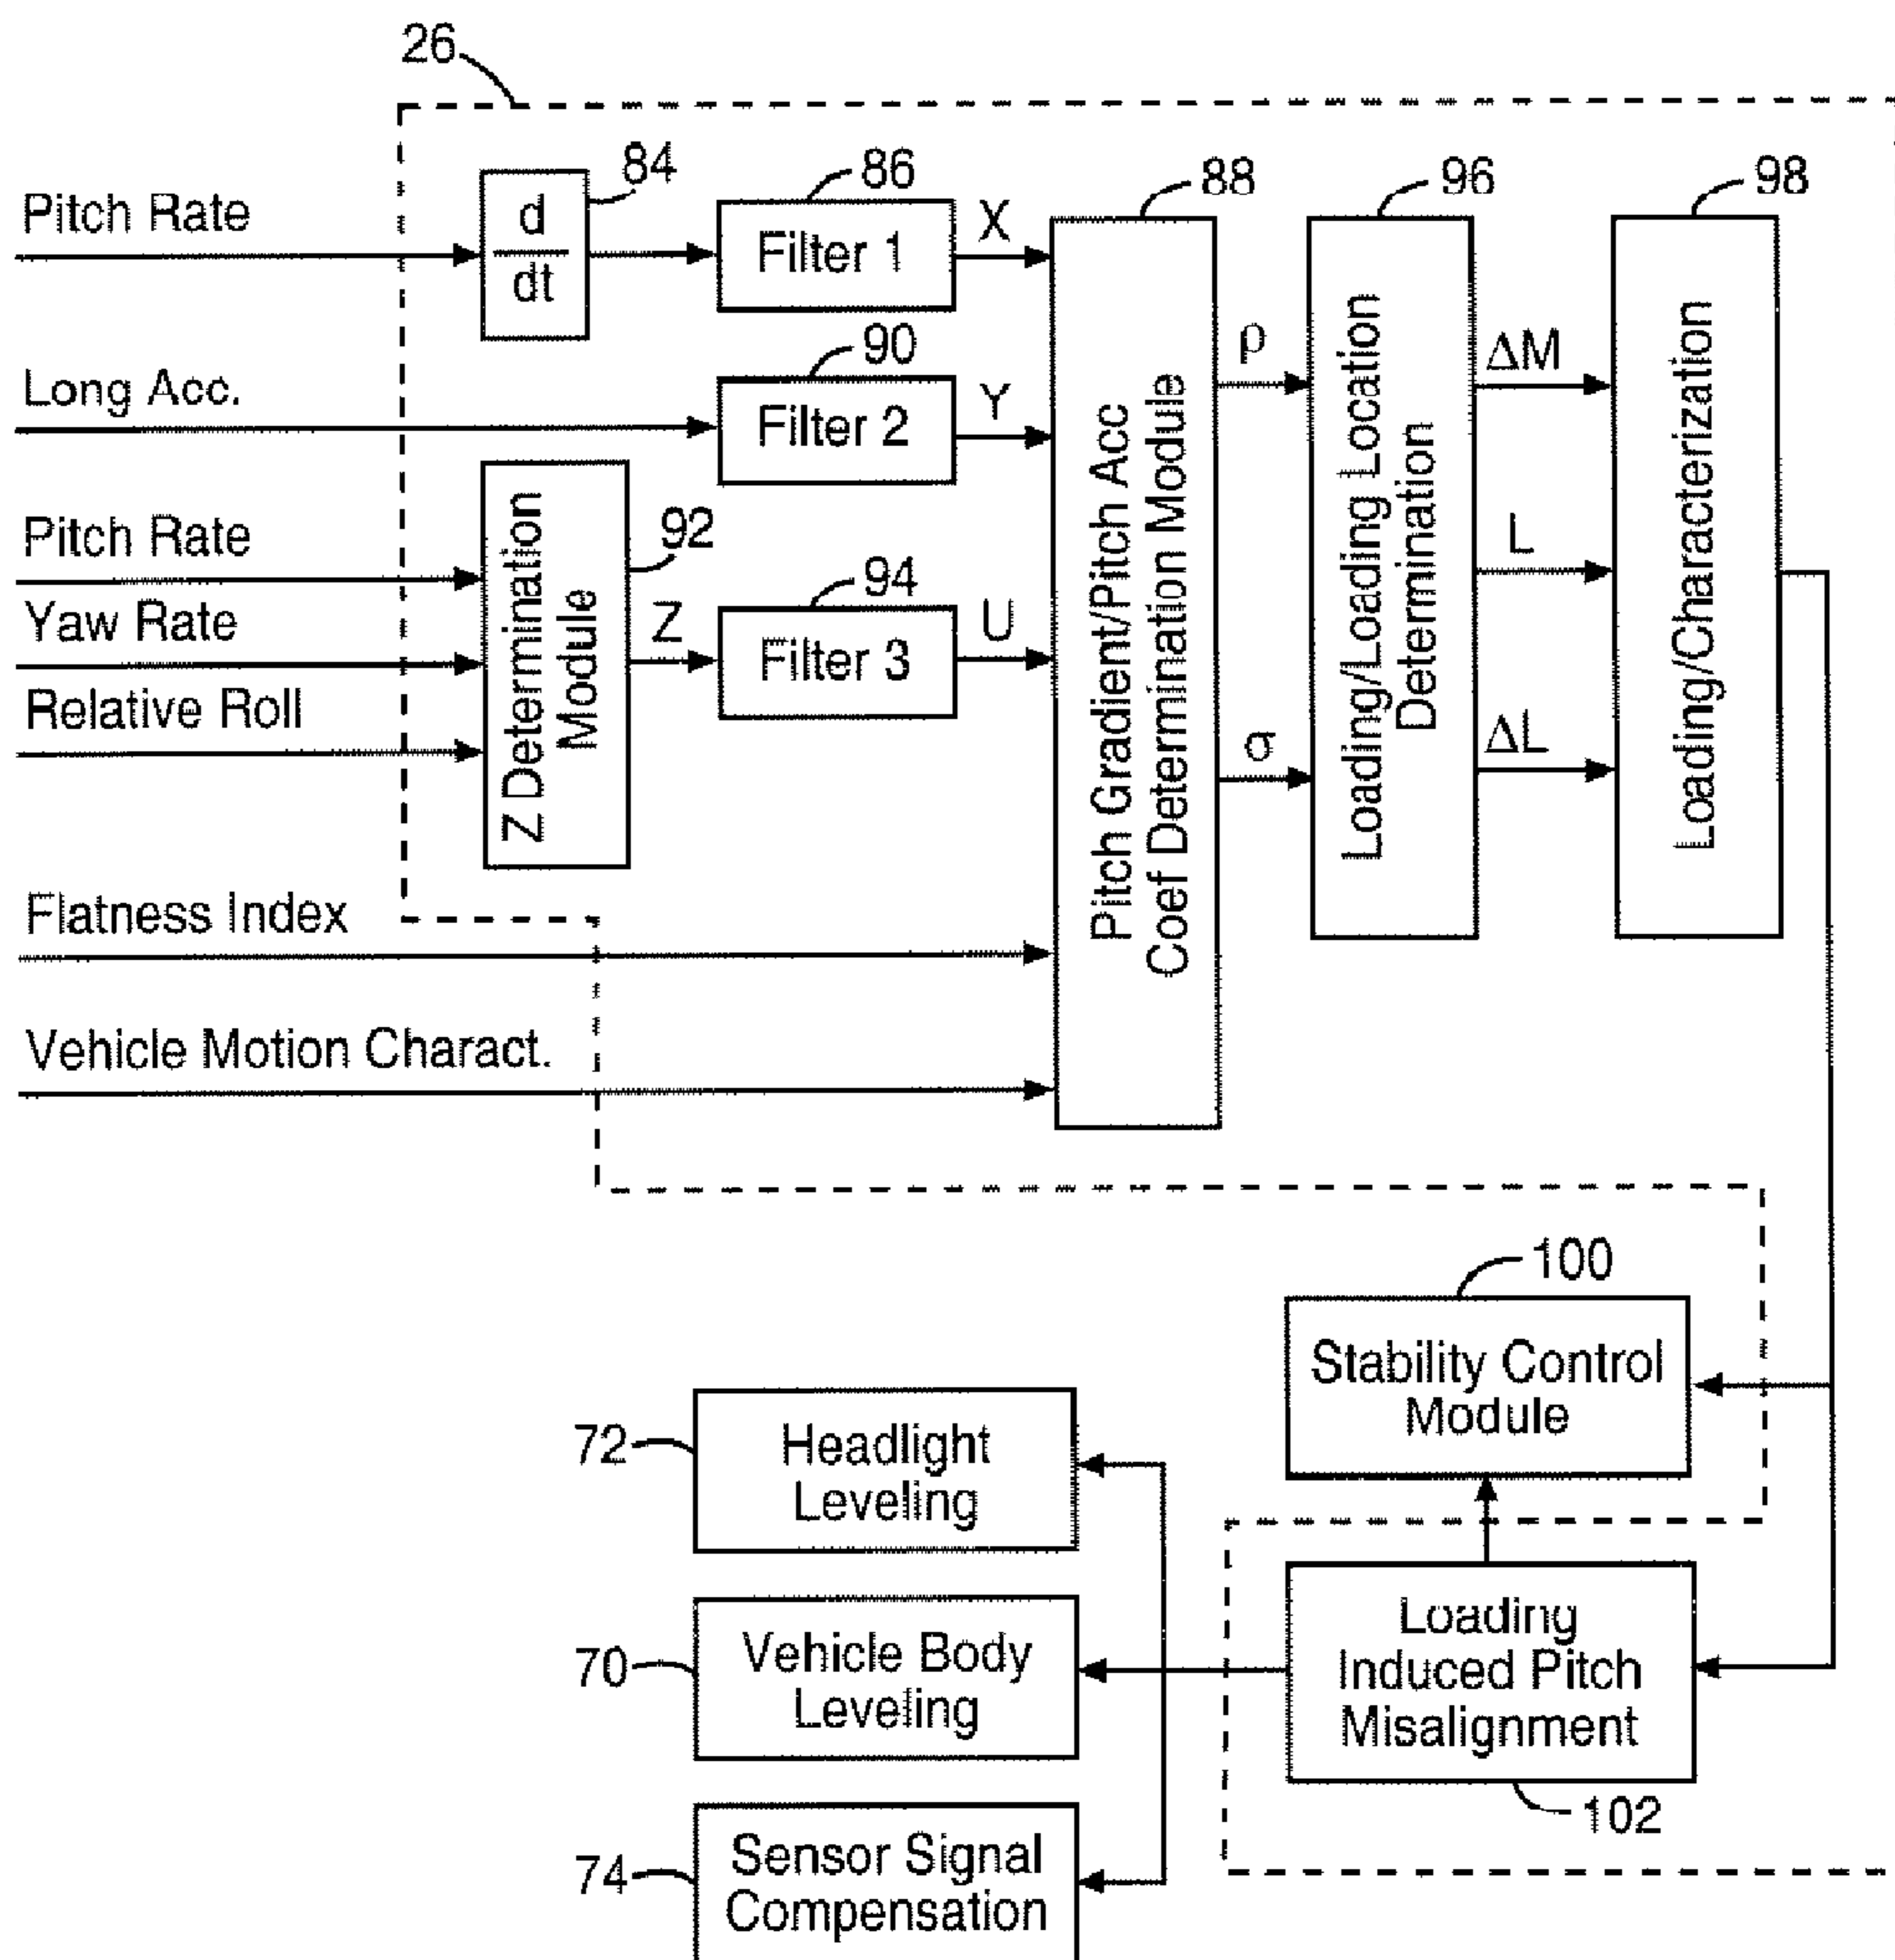 26
84
86
88
96
98
Pitch Rate
d
dt
Filter 1
X
90
Long Acc.
Filter 2
Y
ρ
ΔM
Pitch Rate
92
Yaw Rate
Relative Roll
Z Determination
Module
Z
94
Filter 3
U
Pitch Gradient/Pitch Acc
Coef Determination Module
σ
Loading/Loading Location
Determination
L
ΔL
Loading/Characterization
Flatness Index
Vehicle Motion Charact.
100
Stability Control
Module
72
Headlight
Leveling
70
Vehicle Body
Leveling
Loading
Induced Pitch
Misalignment
102
74
Sensor Signal
Compensation